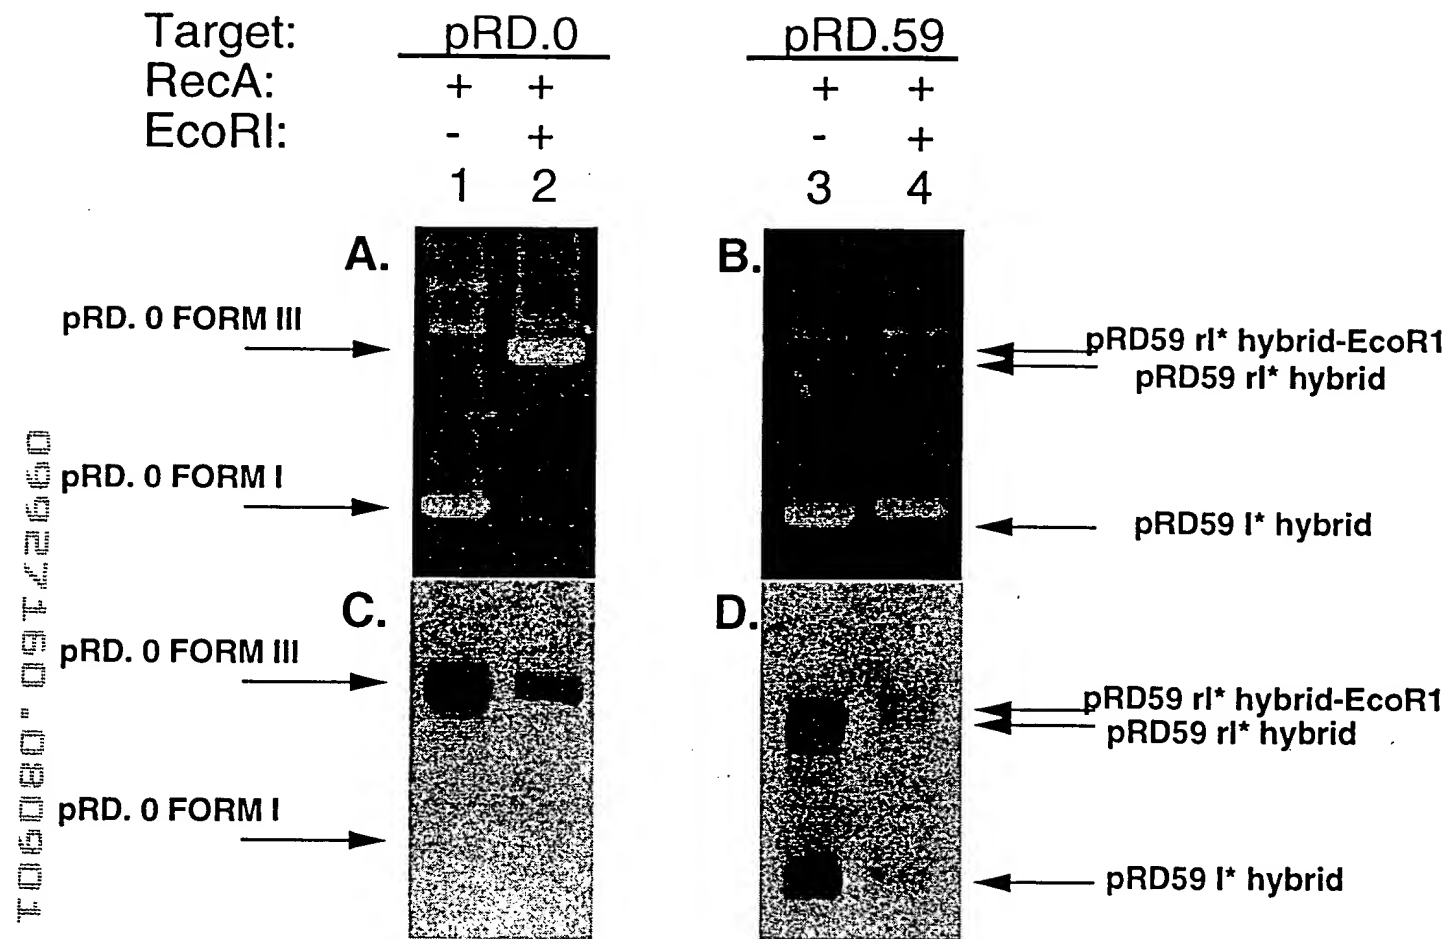 Target: pRD.0 pRD.59
RecA: + + + +
EcoRI: - + - +
1 2 3 4
A. B.
pRD. 0 FORM III
pRD59 rI* hybrid-EcoR1
pRD59 rI* hybrid
pRD. 0 FORM I
pRD59 I* hybrid
C. D.
pRD. 0 FORM III
pRD59 rI* hybrid-EcoR1
pRD59 rI* hybrid
pRD. 0 FORM I
pRD59 I* hybrid
09927160.080901